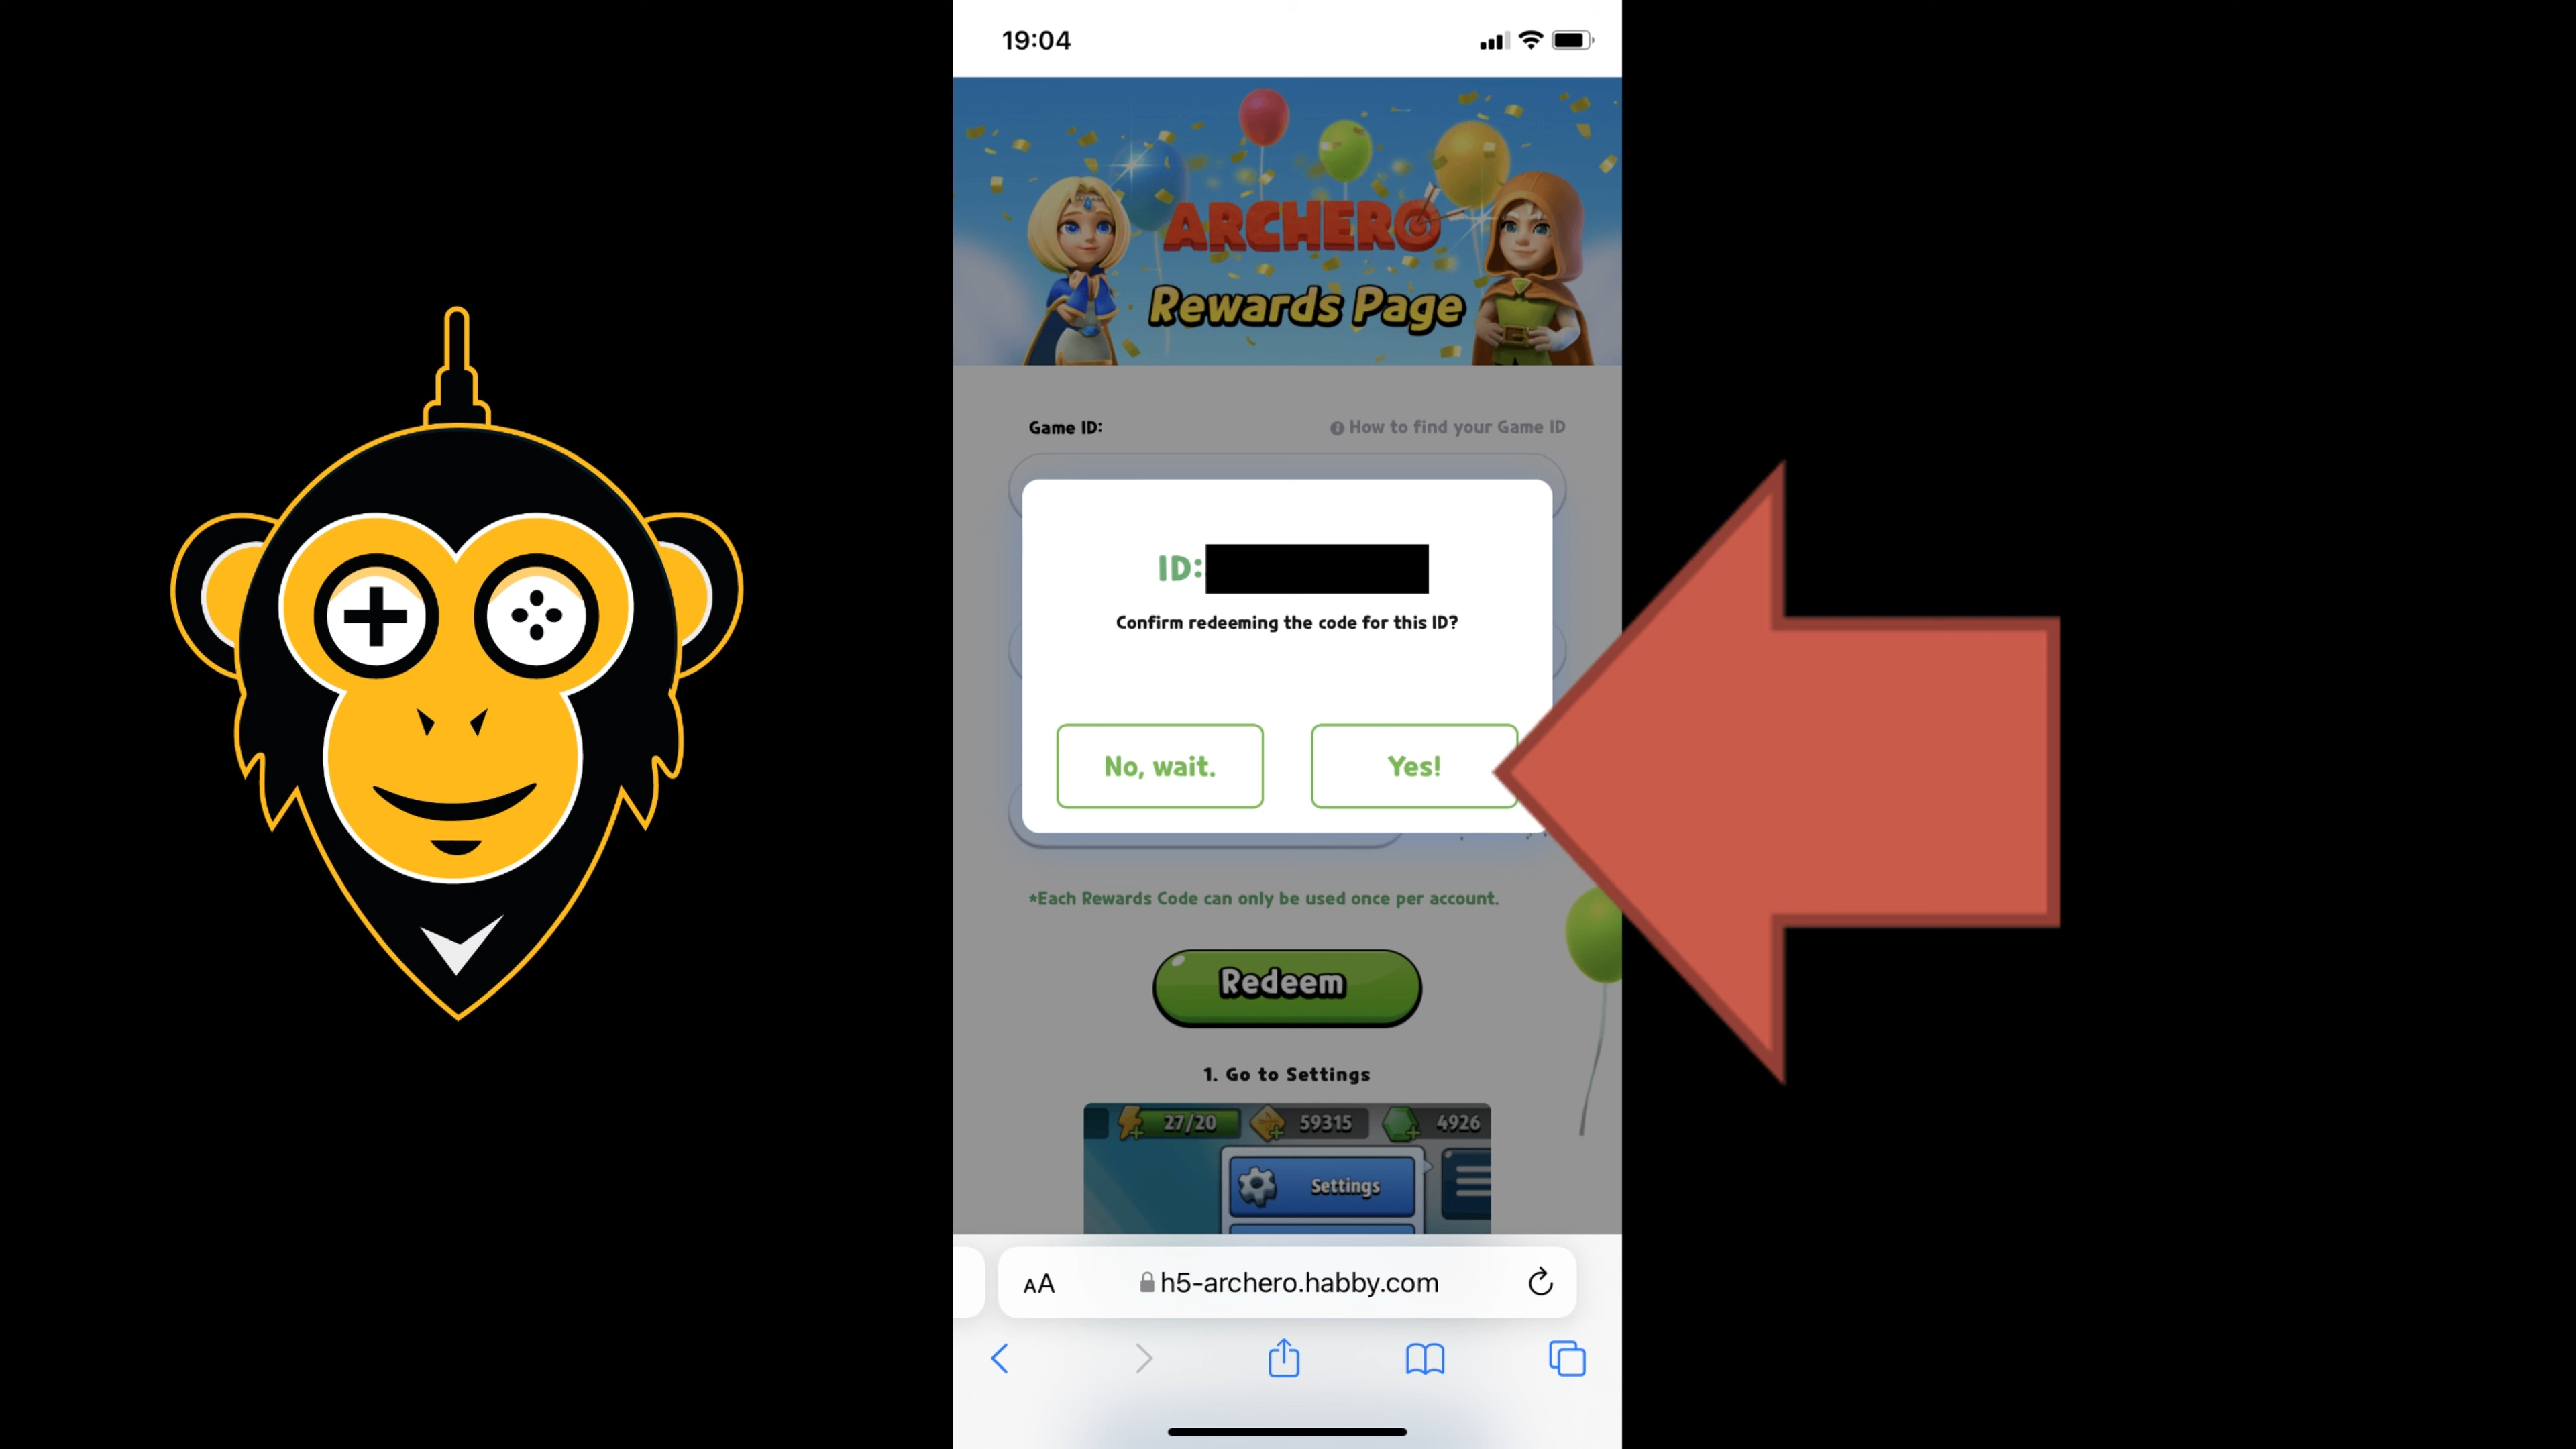 19:04
ARCHERO
Rewards Page
Game ID:
How to find your Game ID
ID:
Confirm redeeming the code for this ID?
No, wait.
Yes!
*Each Rewards Code can only be used once per account.
Redeem
1. Go to Settings
27/20
59315
4926
Settings
AA
h5-archero.habby.com